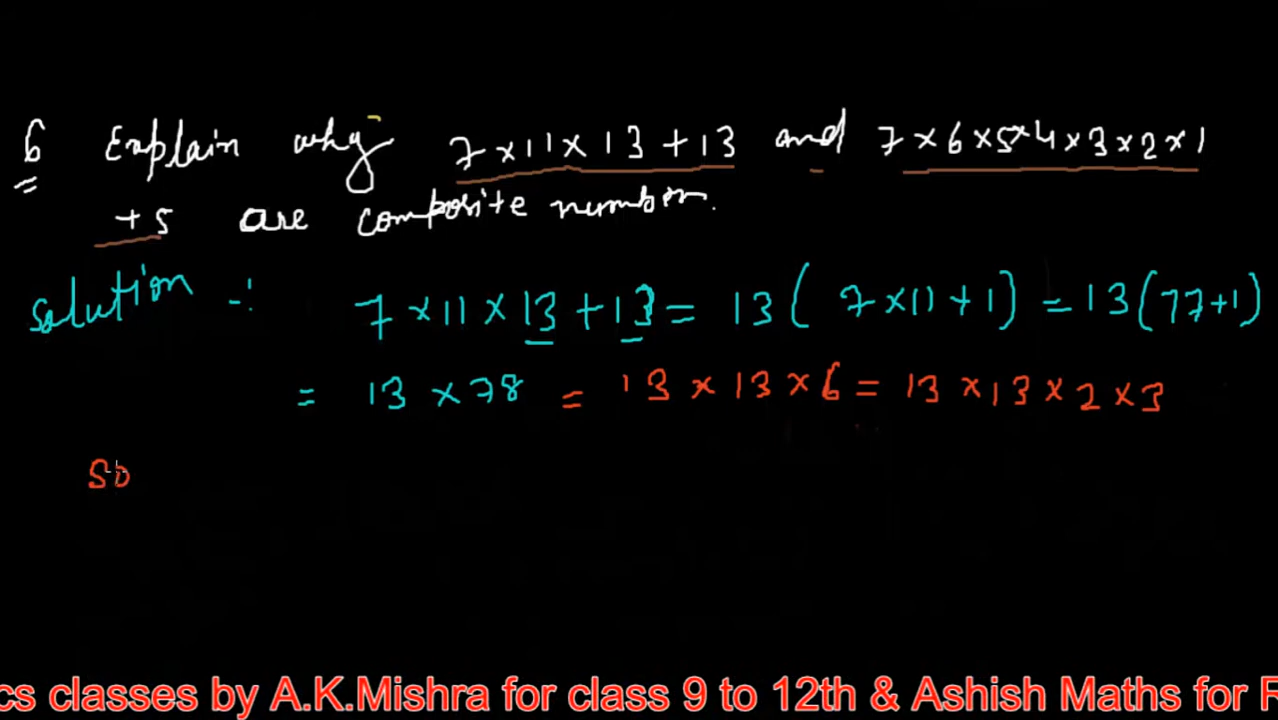 6 Explain why 7×11×13+13 and 7×6×5×4×3×2×1
+5 are composite number.
Solution -: 7×11×13+13 = 13(7×11+1) = 13(77+1)
= 13×78 = 13×13×6 = 13×13×2×3
so
cs classes by A.K.Mishra for class 9 to 12th & Ashish Maths for F